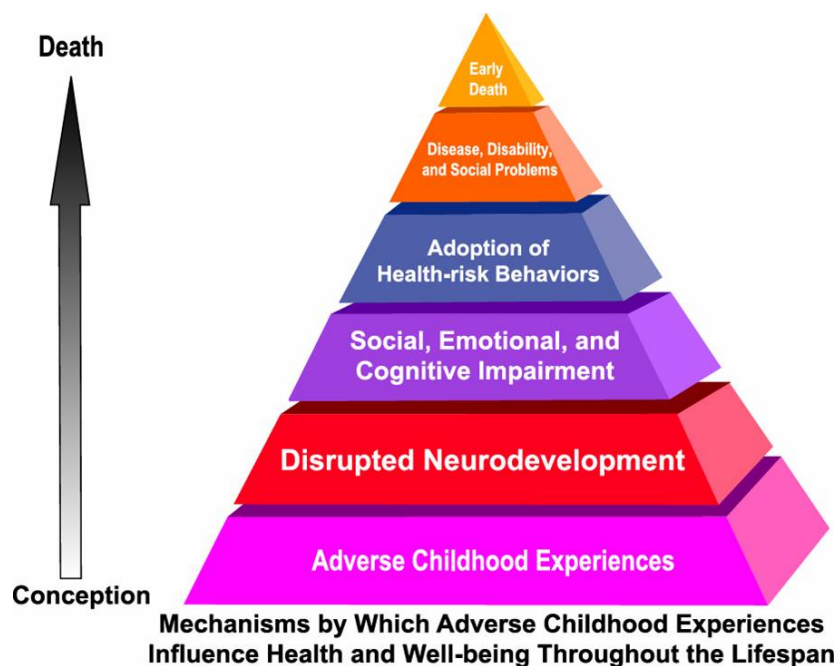 Death
Early
Death
Disease, Disability,
and Social Problems
Adoption of
Health-risk Behaviors
Social, Emotional, and
Cognitive Impairment
Disrupted Neurodevelopment
Adverse Childhood Experiences
Conception
Mechanisms by Which Adverse Childhood Experiences
Influence Health and Well-being Throughout the Lifespan